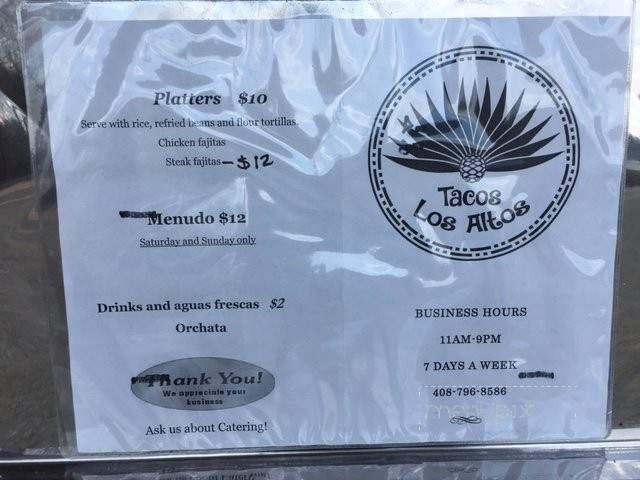 Platters $10
Serve with rice, refried beans and flour tortillas.
Chicken fajitas
Steak fajitas - $12
Menudo $12
Saturday and Sunday only
Drinks and aguas frescas $2
Orchata
Thank You!
We appreciate your
business
Ask us about Catering!
Tacos
Los Altos
BUSINESS HOURS
11AM-9PM
7 DAYS A WEEK
408-796-8586
menupix